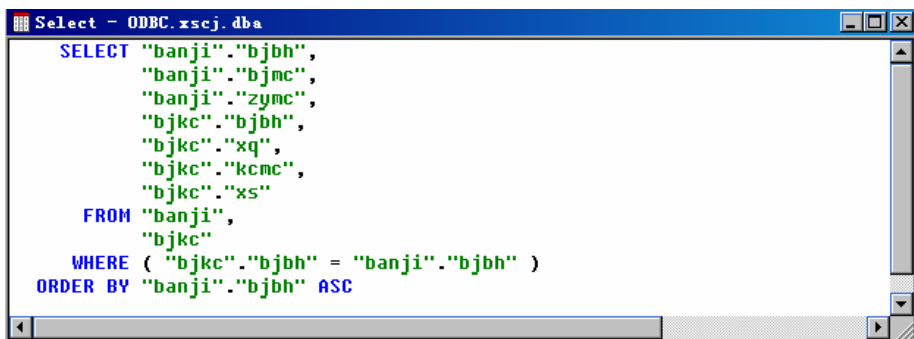 Select - ODBC.xscj.dba
SELECT "banji"."bjbh",
"banji"."bjmc",
"banji"."zymc",
"bjkc"."bjbh",
"bjkc"."xq",
"bjkc"."kcmc",
"bjkc"."xs"
FROM "banji",
"bjkc"
WHERE ( "bjkc"."bjbh" = "banji"."bjbh" )
ORDER BY "banji"."bjbh" ASC